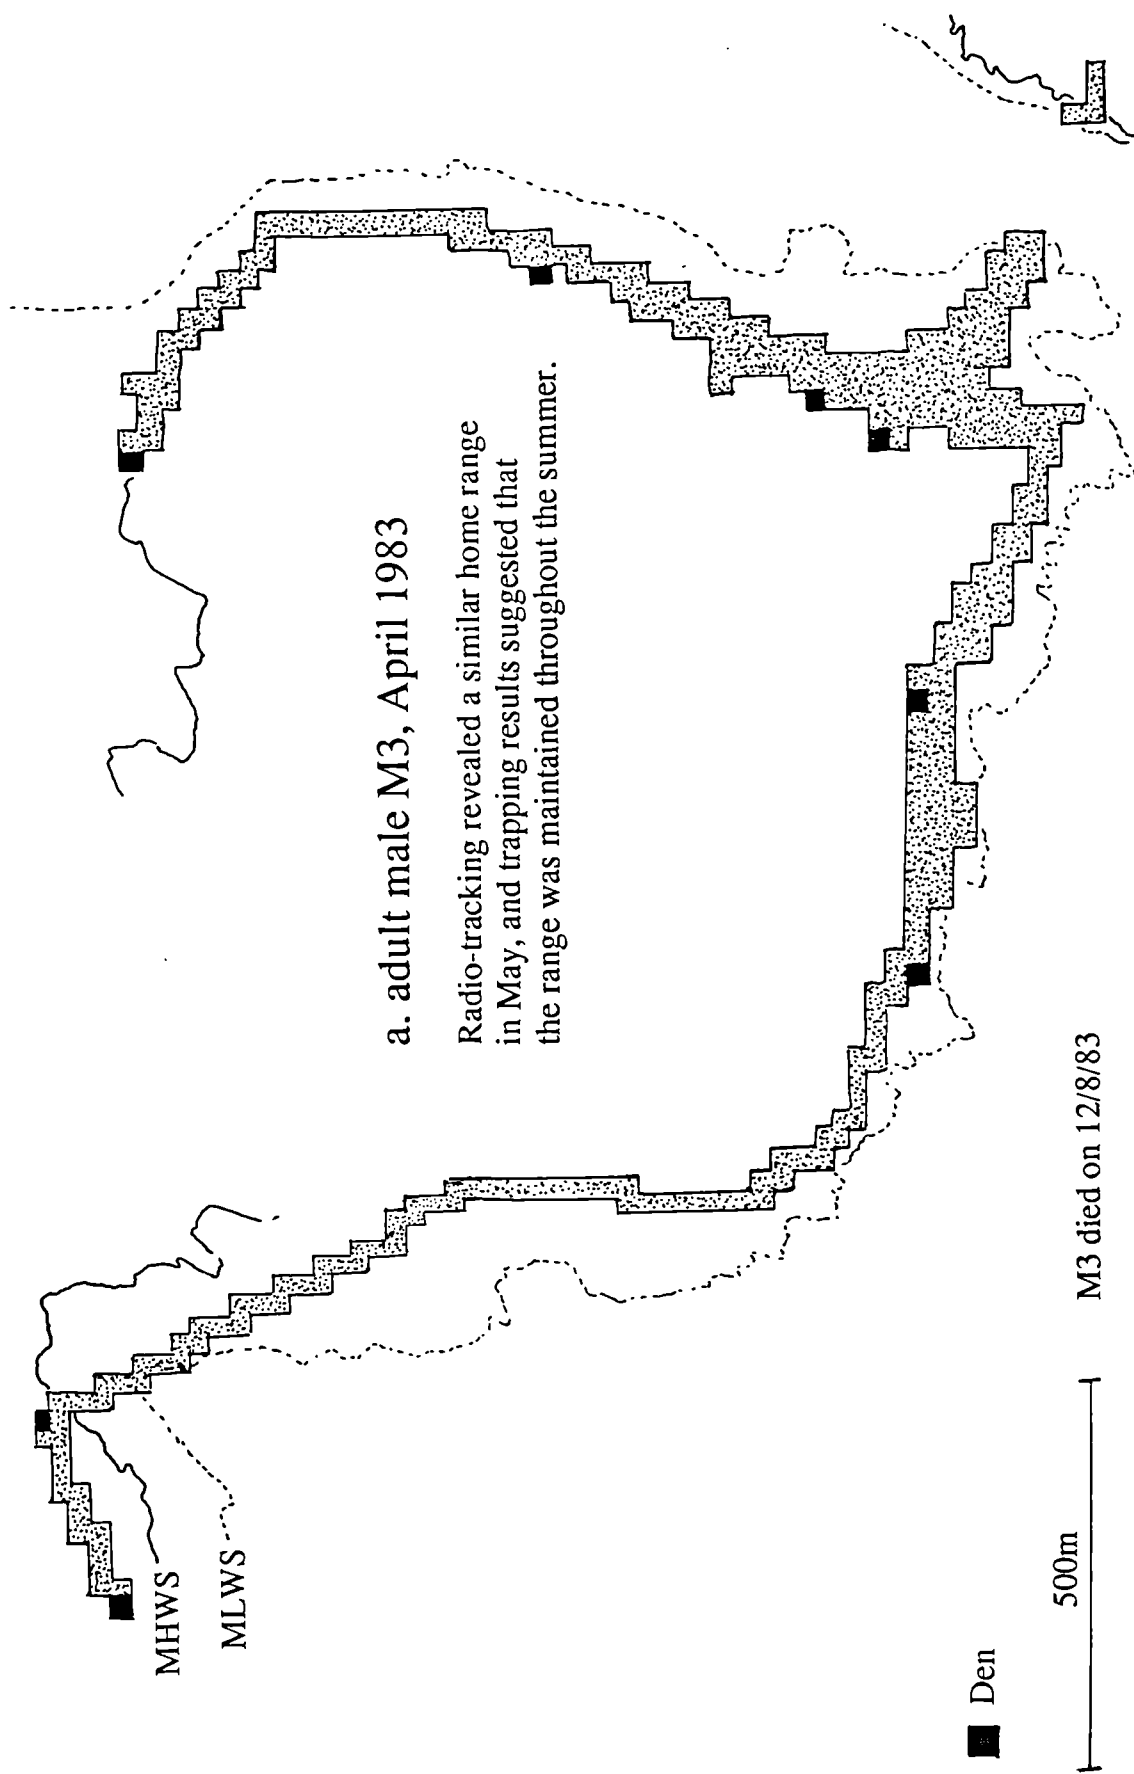 a. adult male M3, April 1983
Radio-tracking revealed a similar home range
in May, and trapping results suggested that
the range was maintained throughout the summer.
MHWS
MLWS
Den
500m
M3 died on 12/8/83